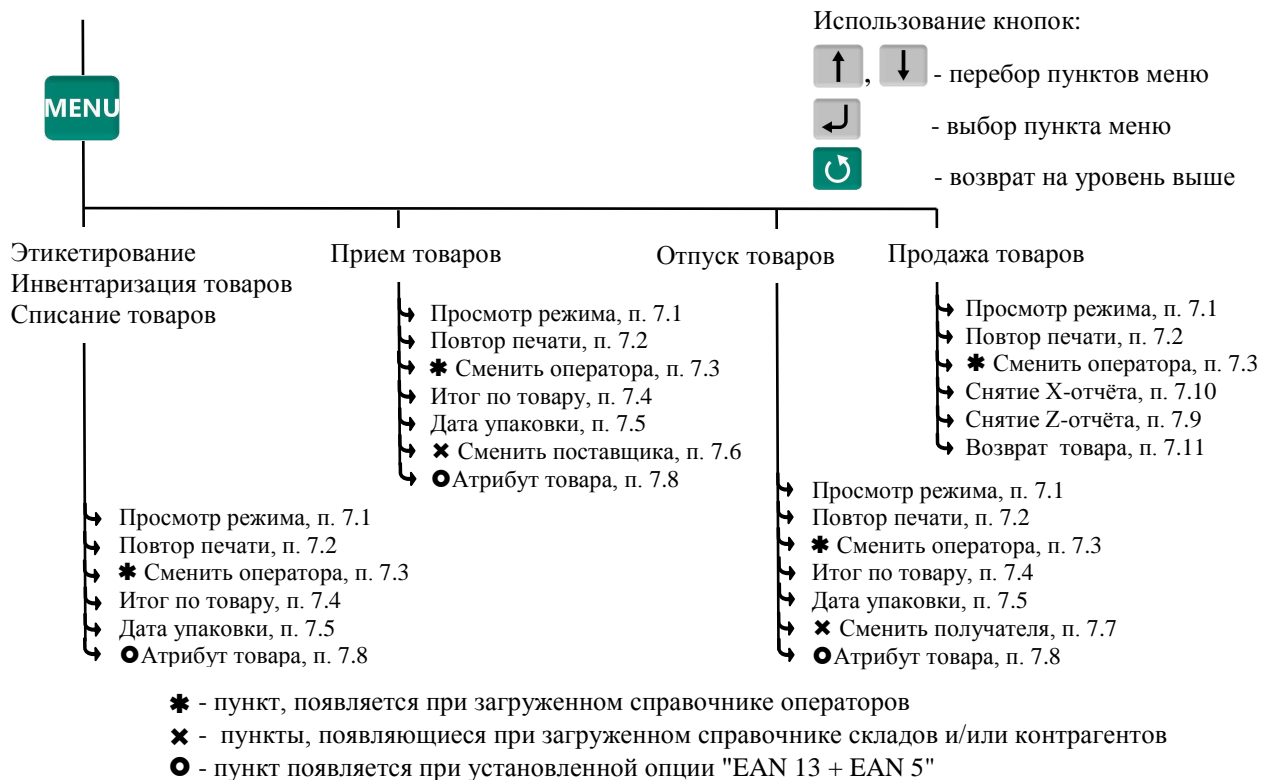 Использование кнопок:
, - перебор пунктов меню
MENU
- выбор пункта меню
- возврат на уровень выше
Этикетирование
Инвентаризация товаров
Списание товаров
Просмотр режима, п. 7.1
Повтор печати, п. 7.2
✱ Сменить оператора, п. 7.3
Итог по товару, п. 7.4
Дата упаковки, п. 7.5
Атрибут товара, п. 7.8
Прием товаров
Просмотр режима, п. 7.1
Повтор печати, п. 7.2
✱ Сменить оператора, п. 7.3
Итог по товару, п. 7.4
Дата упаковки, п. 7.5
✖ Сменить поставщика, п. 7.6
Атрибут товара, п. 7.8
Отпуск товаров
Просмотр режима, п. 7.1
Повтор печати, п. 7.2
✱ Сменить оператора, п. 7.3
Итог по товару, п. 7.4
Дата упаковки, п. 7.5
✖ Сменить получателя, п. 7.7
Атрибут товара, п. 7.8
Продажа товаров
Просмотр режима, п. 7.1
Повтор печати, п. 7.2
✱ Сменить оператора, п. 7.3
Снятие X-отчёта, п. 7.10
Снятие Z-отчёта, п. 7.9
Возврат товара, п. 7.11
✱ - пункт, появляется при загруженном справочнике операторов
✖ - пункты, появляющиеся при загруженном справочнике складов и/или контрагентов
- пункт появляется при установленной опции "EAN 13 + EAN 5"